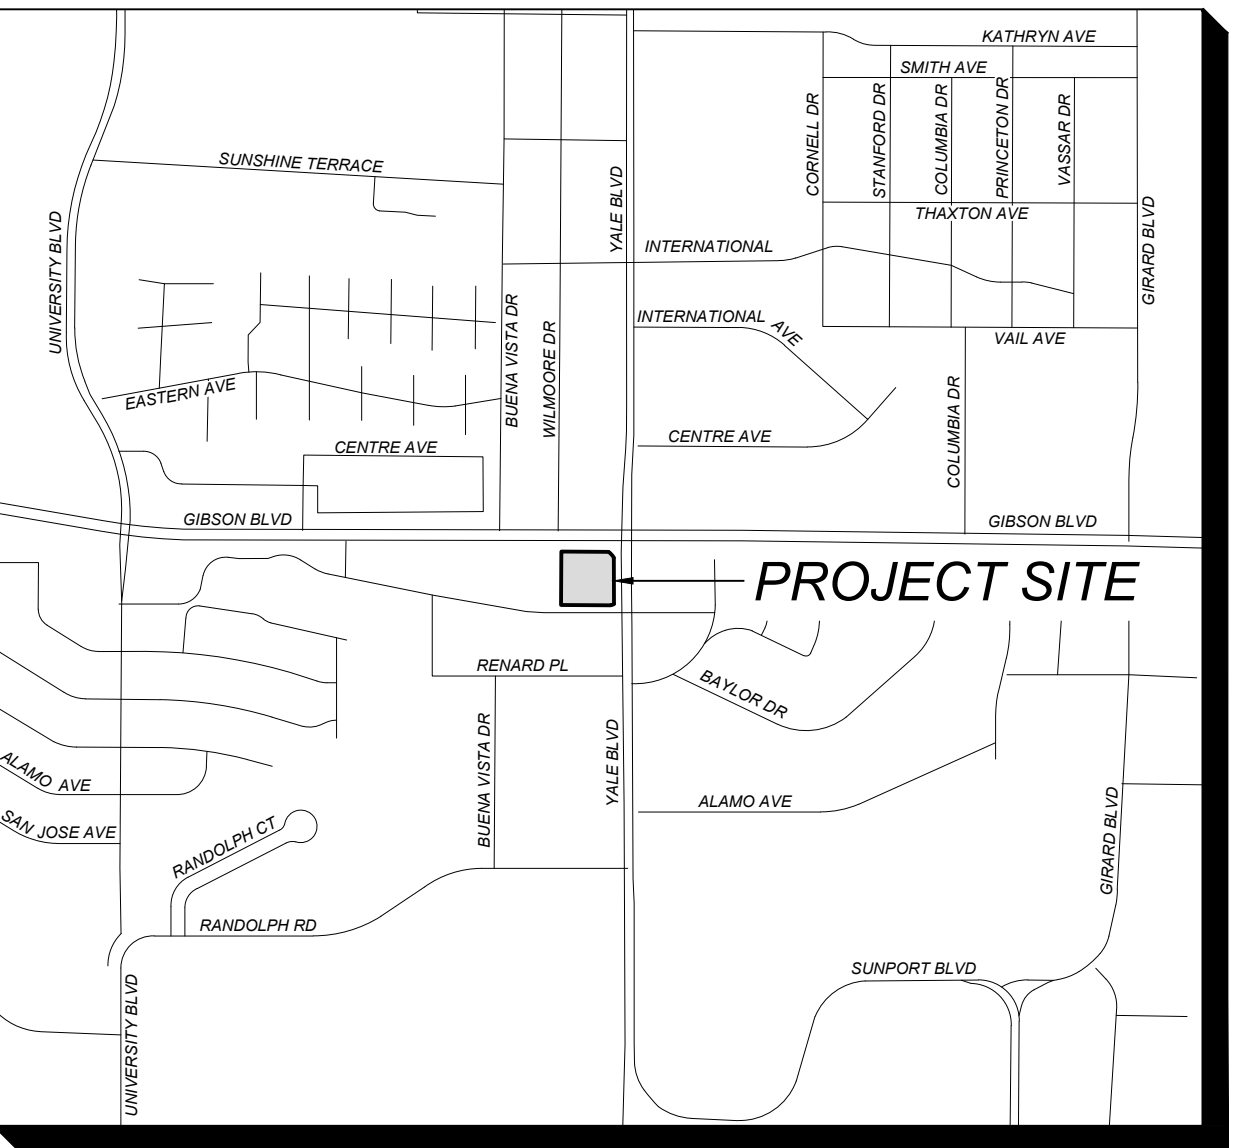 KATHRYN AVE
SMITH AVE
CORNELL DR
STANFORD DR
COLUMBIA DR
PRINCETON DR
VASSAR DR
SUNSHINE TERRACE
YALE BLVD
THAXTON AVE
UNIVERSITY BLVD
INTERNATIONAL
GIRARD BLVD
BUENA VISTA DR
WILMOORE DR
INTERNATIONAL AVE
VAIL AVE
EASTERN AVE
COLUMBIA DR
CENTRE AVE
CENTRE AVE
GIBSON BLVD
GIBSON BLVD
PROJECT SITE
RENARD PL
BAYLOR DR
BUENA VISTA DR
YALE BLVD
ALAMO AVE
ALAMO AVE
SAN JOSE AVE
RANDOLPH CT
GIRARD BLVD
RANDOLPH RD
SUNPORT BLVD
UNIVERSITY BLVD